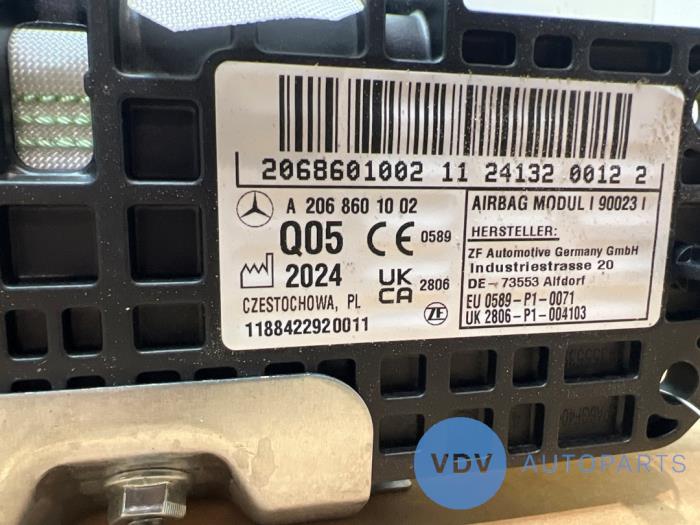 2068601002 11 24132 0012 2
A 206 860 10 02
Q05 CE 0589
2024 UK CA 2806
CZESTOCHOWA, PL
1188422920011
ZF
AIRBAG MODUL I 90023 I
HERSTELLER:
ZF Automotive Germany GmbH
Industriestrasse 20
DE-73553 Alfdorf
EU 0589-P1-0071
UK 2806-P1-004103
VDV AUTOPARTS